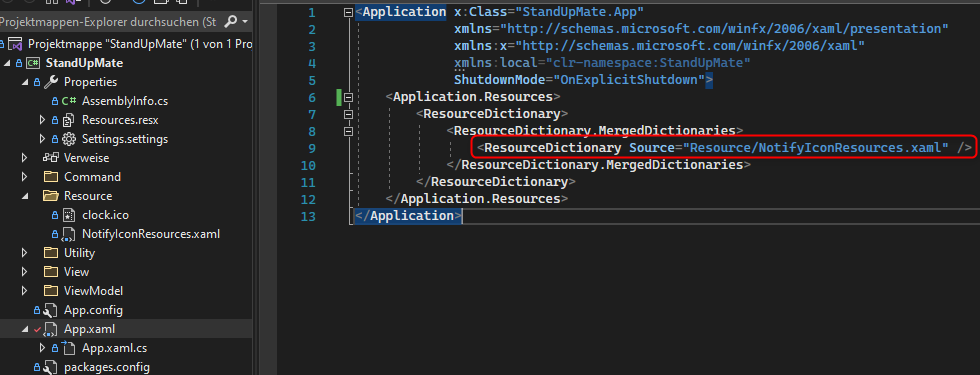 Projektmappen-Explorer durchsuchen (St
Projektmappe "StandUpMate" (1 von 1 Pro
C# StandUpMate
Properties
C# AssemblyInfo.cs
Resources.resx
Settings.settings
Verweise
Command
Resource
clock.ico
NotifyIconResources.xaml
Utility
View
ViewModel
App.config
App.xaml
App.xaml.cs
packages.config
1 <Application x:Class="StandUpMate.App"
2 xmlns="http://schemas.microsoft.com/winfx/2006/xaml/presentation"
3 xmlns:x="http://schemas.microsoft.com/winfx/2006/xaml"
4 xmlns:local="clr-namespace:StandUpMate"
5 ShutdownMode="OnExplicitShutdown">
6 <Application.Resources>
7 <ResourceDictionary>
8 <ResourceDictionary.MergedDictionaries>
9 <ResourceDictionary Source="Resource/NotifyIconResources.xaml" />
10 </ResourceDictionary.MergedDictionaries>
11 </ResourceDictionary>
12 </Application.Resources>
13 </Application>